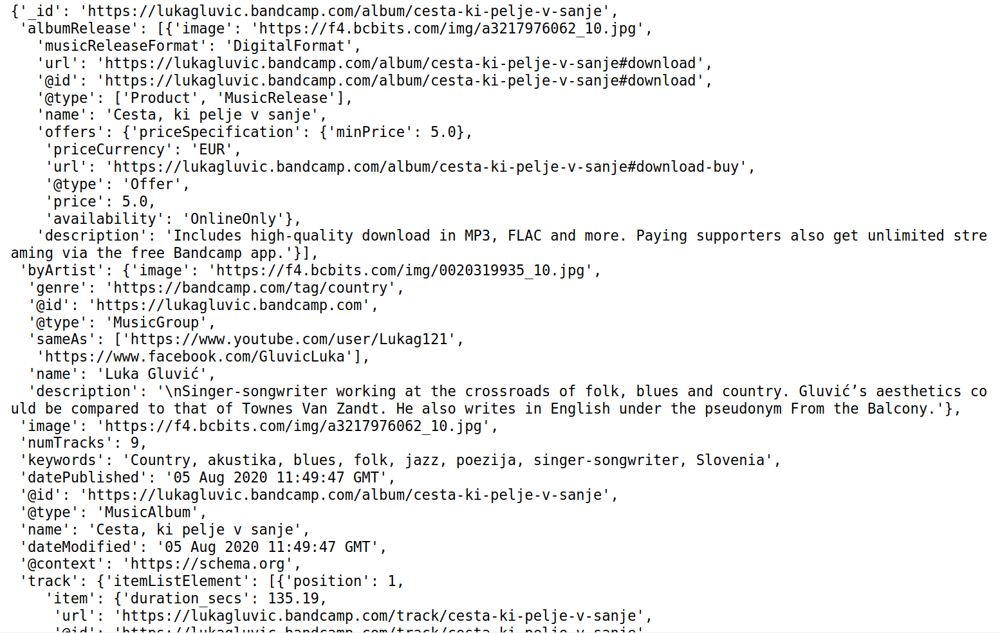 {'_id': 'https://lukagluvic.bandcamp.com/album/cesta-ki-pelje-v-sanje',
 'albumRelease': [{'image': 'https://f4.bcbits.com/img/a3217976062_10.jpg',
   'musicReleaseFormat': 'DigitalFormat',
   'url': 'https://lukagluvic.bandcamp.com/album/cesta-ki-pelje-v-sanje#download',
   '@id': 'https://lukagluvic.bandcamp.com/album/cesta-ki-pelje-v-sanje#download',
   '@type': ['Product', 'MusicRelease'],
   'name': 'Cesta, ki pelje v sanje',
   'offers': {'priceSpecification': {'minPrice': 5.0},
    'priceCurrency': 'EUR',
    'url': 'https://lukagluvic.bandcamp.com/album/cesta-ki-pelje-v-sanje#download-buy',
    '@type': 'Offer',
    'price': 5.0,
    'availability': 'OnlineOnly'},
   'description': 'Includes high-quality download in MP3, FLAC and more. Paying supporters also get unlimited stre
aming via the free Bandcamp app.'}],
 'byArtist': {'image': 'https://f4.bcbits.com/img/0020319935_10.jpg',
  'genre': 'https://bandcamp.com/tag/country',
  '@id': 'https://lukagluvic.bandcamp.com',
  '@type': 'MusicGroup',
  'sameAs': ['https://www.youtube.com/user/Lukag121',
   'https://www.facebook.com/GluvicLuka'],
  'name': 'Luka Gluvić',
  'description': '\nSinger-songwriter working at the crossroads of folk, blues and country. Gluvić’s aesthetics co
uld be compared to that of Townes Van Zandt. He also writes in English under the pseudonym From the Balcony.'},
 'image': 'https://f4.bcbits.com/img/a3217976062_10.jpg',
 'numTracks': 9,
 'keywords': 'Country, akustika, blues, folk, jazz, poezija, singer-songwriter, Slovenia',
 'datePublished': '05 Aug 2020 11:49:47 GMT',
 '@id': 'https://lukagluvic.bandcamp.com/album/cesta-ki-pelje-v-sanje',
 '@type': 'MusicAlbum',
 'name': 'Cesta, ki pelje v sanje',
 'dateModified': '05 Aug 2020 11:49:47 GMT',
 '@context': 'https://schema.org',
 'track': {'itemListElement': [{'position': 1,
    'item': {'duration_secs': 135.19,
     'url': 'https://lukagluvic.bandcamp.com/track/cesta-ki-pelje-v-sanje',
     '@id': 'https://lukagluvic.bandcamp.com/track/cesta-ki-pelje-v-sanje'